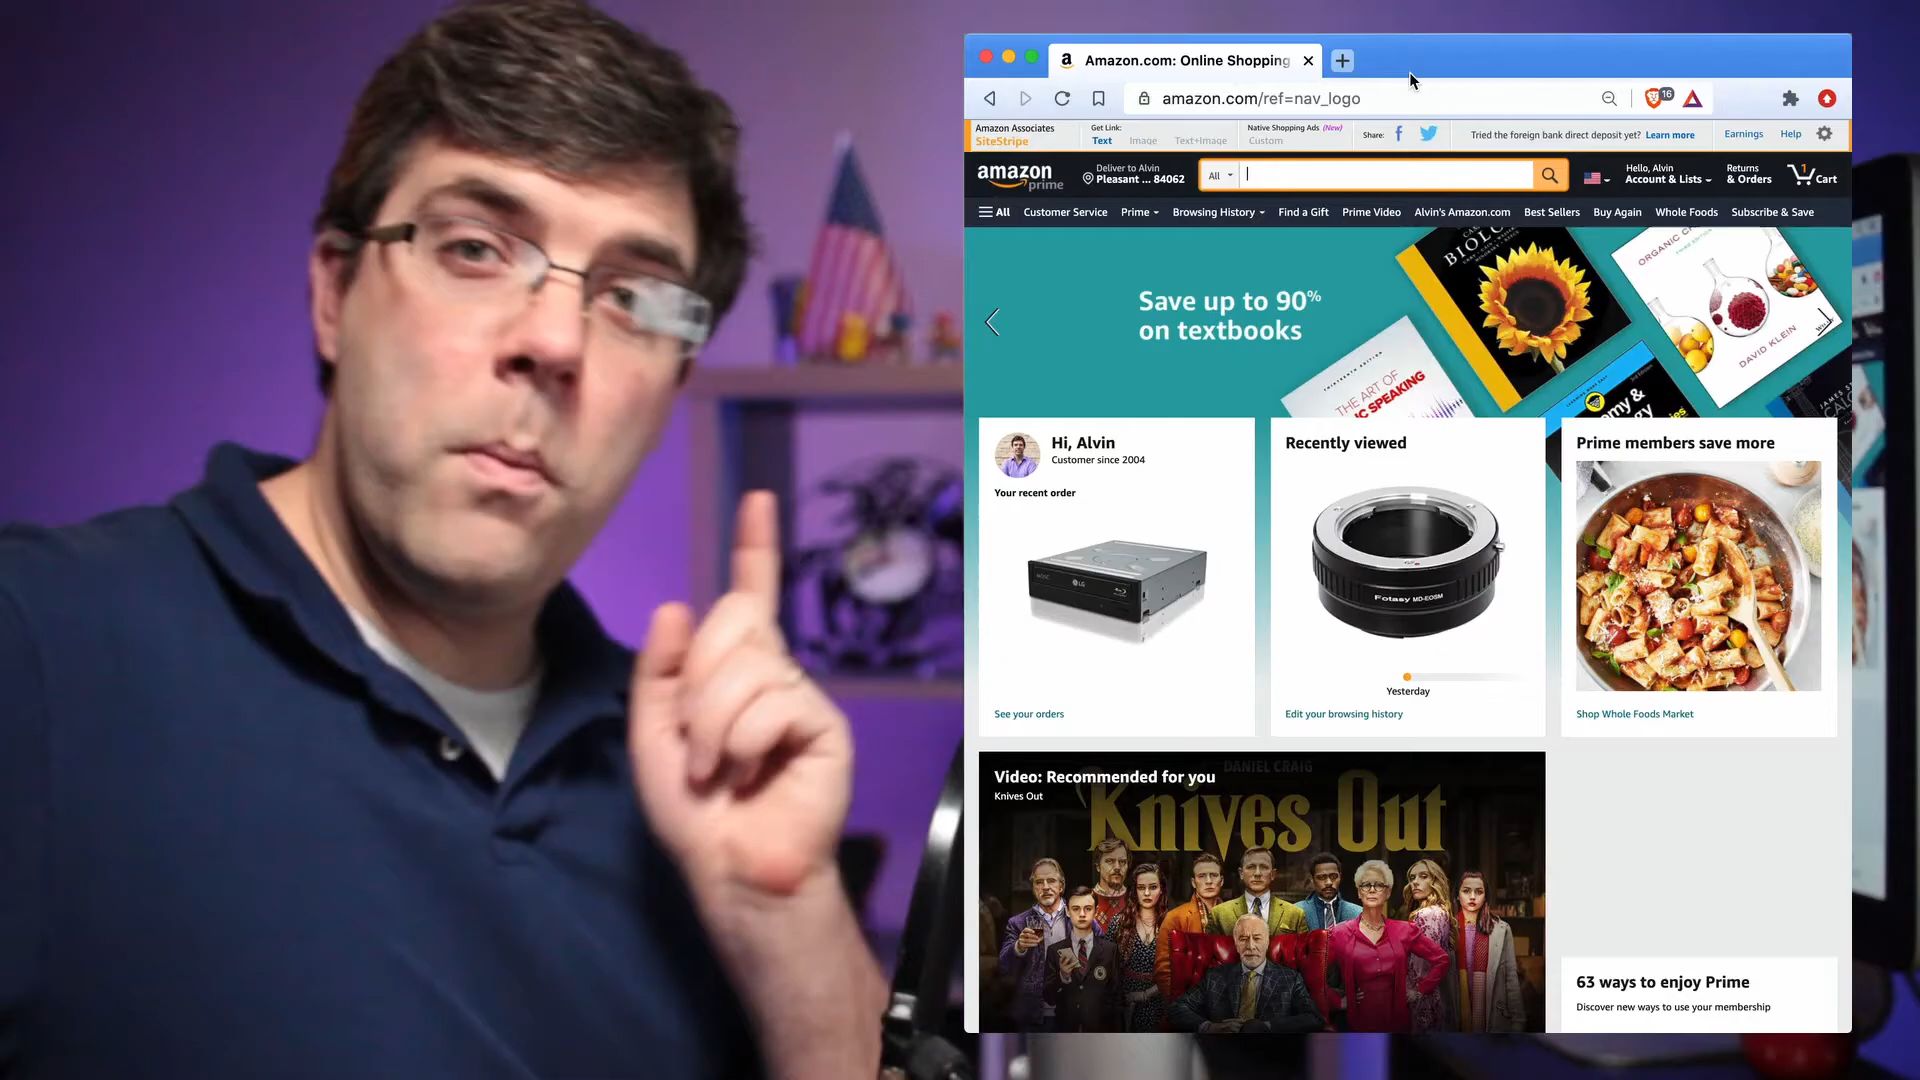 a Amazon.com: Online Shopping
amazon.com/ref=nav_logo
16
Amazon Associates
SiteStripe
Get Link:
Text Image Text+Image
Native Shopping Ads (New)
Custom
Share:
Tried the foreign bank direct deposit yet? Learn more
Earnings Help
amazon
prime
Deliver to Alvin
Pleasant ... 84062
All
Hello, Alvin
Account & Lists
Returns
& Orders
1
Cart
All Customer Service Prime Browsing History Find a Gift Prime Video Alvin's Amazon.com Best Sellers Buy Again Whole Foods Subscribe & Save
Save up to 90%
on textbooks
ORGANIC
THIRD EDITION
DAVID KLEIN
THIRTEENTH EDITION
THE ART OF
SPEAKING
Hi, Alvin
Customer since 2004
Your recent order
LG
See your orders
Recently viewed
Fotasy MD-EOSM
Yesterday
Edit your browsing history
Prime members save more
Shop Whole Foods Market
Video: Recommended for you
Knives Out
DANIEL CRAIG
Knives Out
63 ways to enjoy Prime
Discover new ways to use your membership